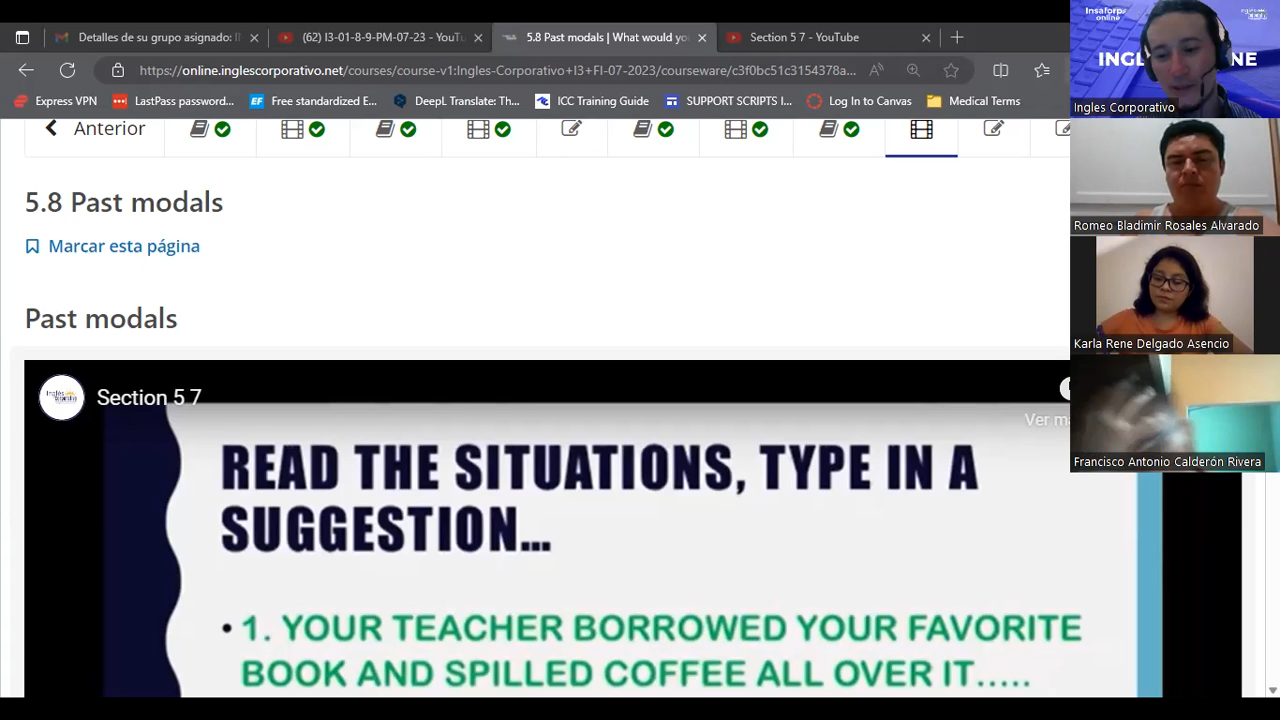 Detalles de su grupo asignado: I
(62) I3-01-8-9-PM-07-23 - YouTu
5.8 Past modals | What would yo
Section 5 7 - YouTube
https://online.inglescorporativo.net/courses/course-v1:Ingles-Corporativo+I3+FI-07-2023/courseware/c3f0bc51c3154378a...
Express VPN
LastPass password...
Free standardized E...
DeepL Translate: Th...
ICC Training Guide
SUPPORT SCRIPTS I...
Log In to Canvas
Medical Terms
Anterior
5.8 Past modals
Marcar esta página
Past modals
Section 5 7
Ver m
READ THE SITUATIONS, TYPE IN A
SUGGESTION...
• 1. YOUR TEACHER BORROWED YOUR FAVORITE
BOOK AND SPILLED COFFEE ALL OVER IT.....
Insaforp
online
INGL
NE
Ingles Corporativo
Romeo Bladimir Rosales Alvarado
Karla Rene Delgado Asencio
Francisco Antonio Calderón Rivera